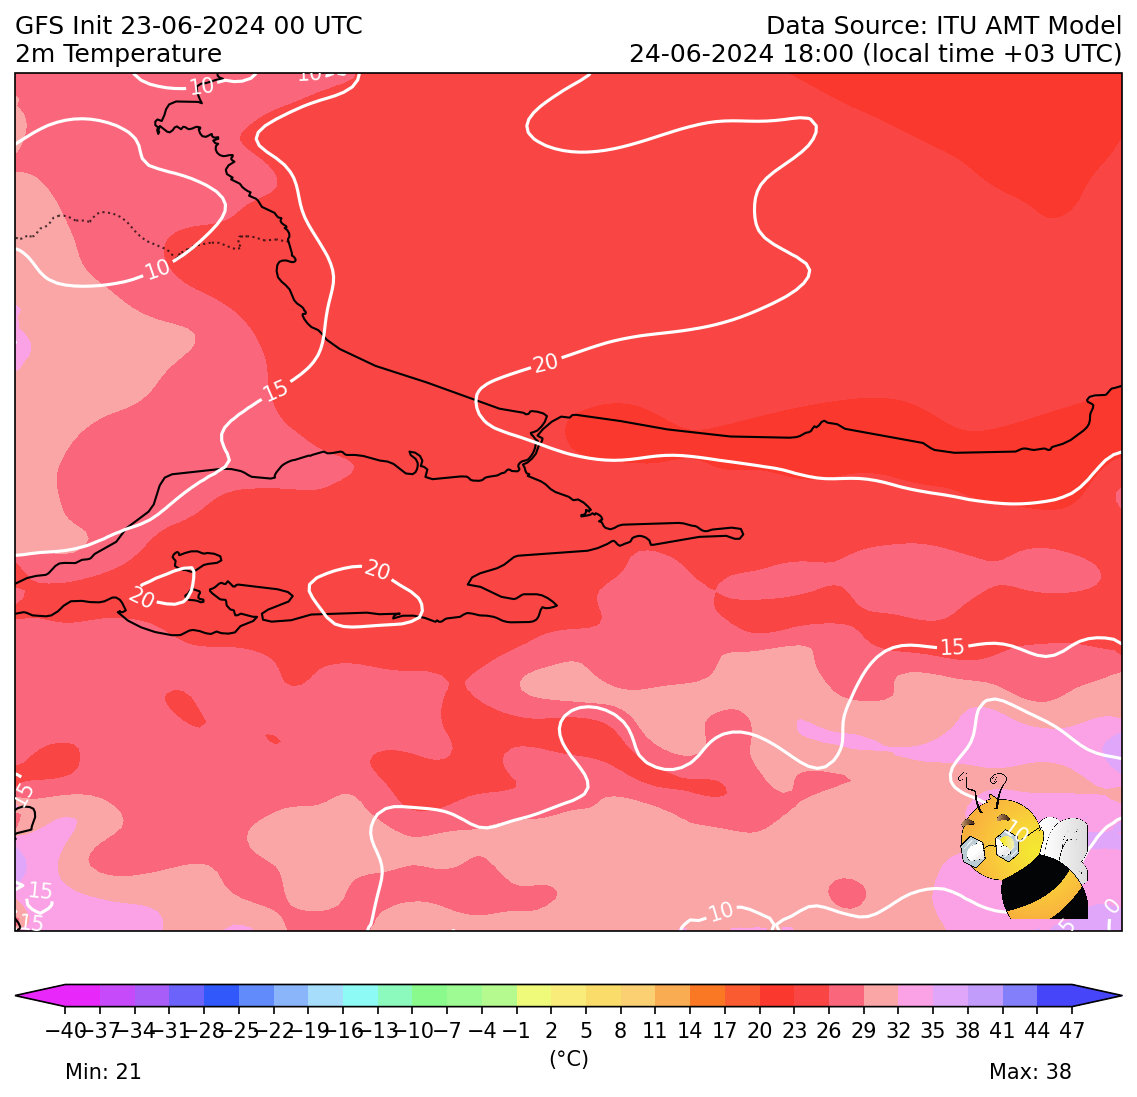 GFS Init 23-06-2024 00 UTC
Data Source: ITU AMT Model
2m Temperature
24-06-2024 18:00 (local time +03 UTC)
10
10
10
20
15
20
20
15
15
10
15
15
10
5
0
−40 −37 −34 −31 −28 −25 −22 −19 −16 −13 −10 −7 −4 −1 2 5 8 11 14 17 20 23 26 29 32 35 38 41 44 47
(°C)
Min: 21
Max: 38